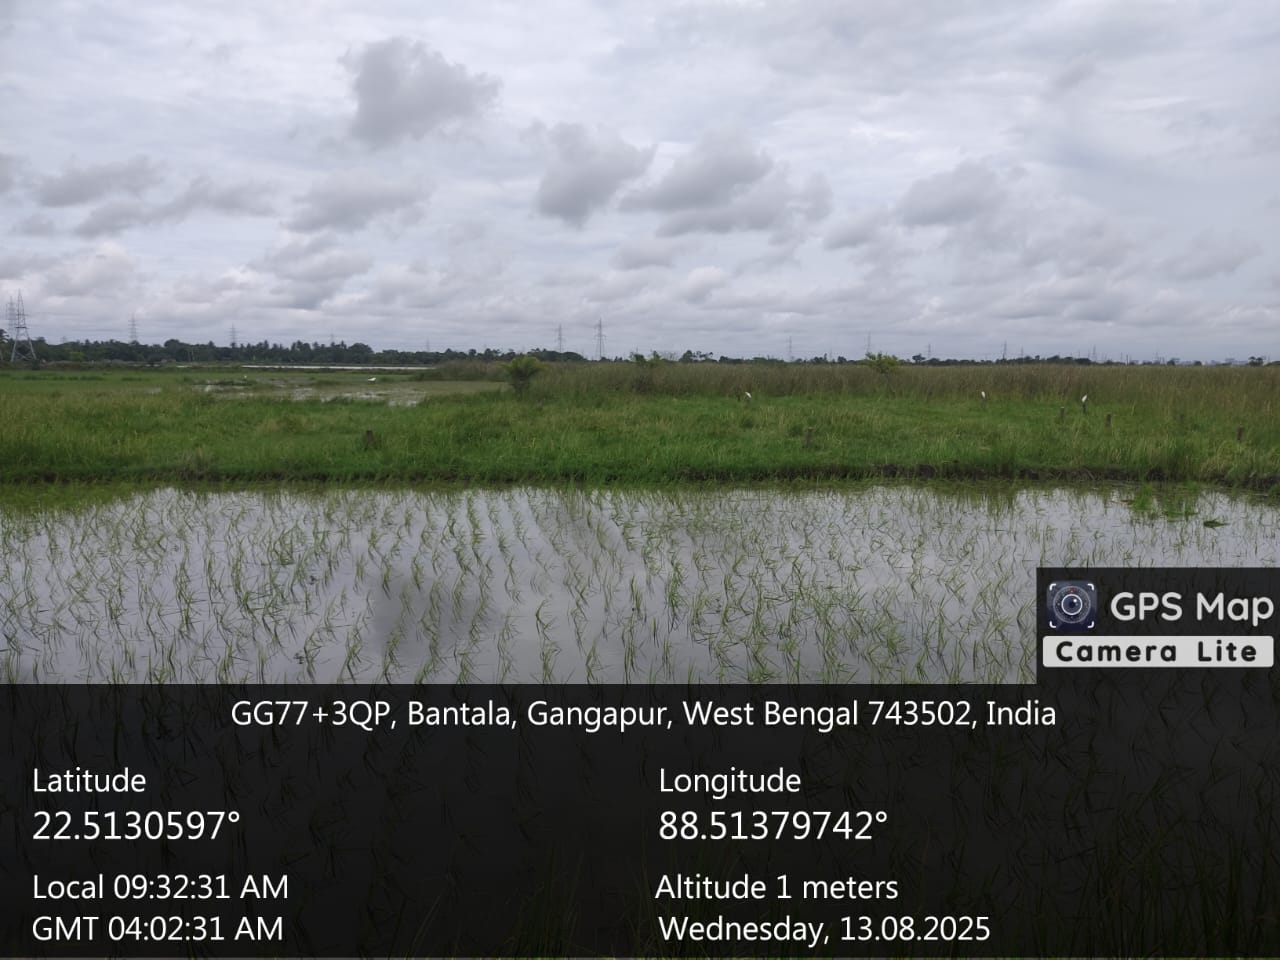 GPS Map
Camera Lite
GG77+3QP, Bantala, Gangapur, West Bengal 743502, India
Latitude
22.5130597°
Longitude
88.51379742°
Local 09:32:31 AM
GMT 04:02:31 AM
Altitude 1 meters
Wednesday, 13.08.2025